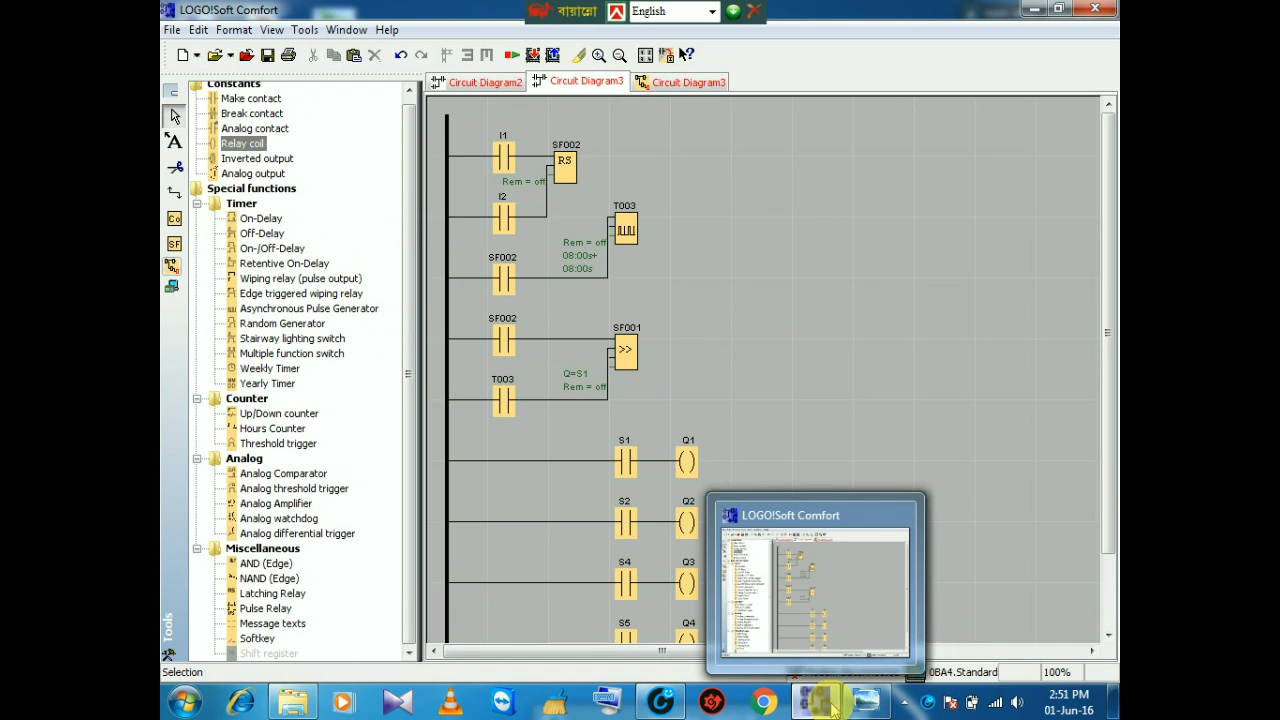 LOGO!Soft Comfort
বায়ান্নো
English
File Edit Format View Tools Window Help
Circuit Diagram2
Circuit Diagram3
Circuit Diagram3
Constants
Make contact
Break contact
Analog contact
Relay coil
Inverted output
Analog output
Special functions
Timer
On-Delay
Off-Delay
On-/Off-Delay
Retentive On-Delay
Wiping relay (pulse output)
Edge triggered wiping relay
Asynchronous Pulse Generator
Random Generator
Stairway lighting switch
Multiple function switch
Weekly Timer
Yearly Timer
Counter
Up/Down counter
Hours Counter
Threshold trigger
Analog
Analog Comparator
Analog threshold trigger
Analog Amplifier
Analog watchdog
Analog differential trigger
Miscellaneous
AND (Edge)
NAND (Edge)
Latching Relay
Pulse Relay
Message texts
Softkey
Shift register
Tools
Co
SF
I1
SF002
RS
Rem = off
I2
T003
Rem = off
08:00s+
08:00s
SF002
SF002
SF001
>>
T003
Q=S1
Rem = off
S1 Q1
S2 Q2
S4 Q3
S5 Q4
LOGO!Soft Comfort
Selection
0BA4.Standard
100%
2:51 PM
01-Jun-16